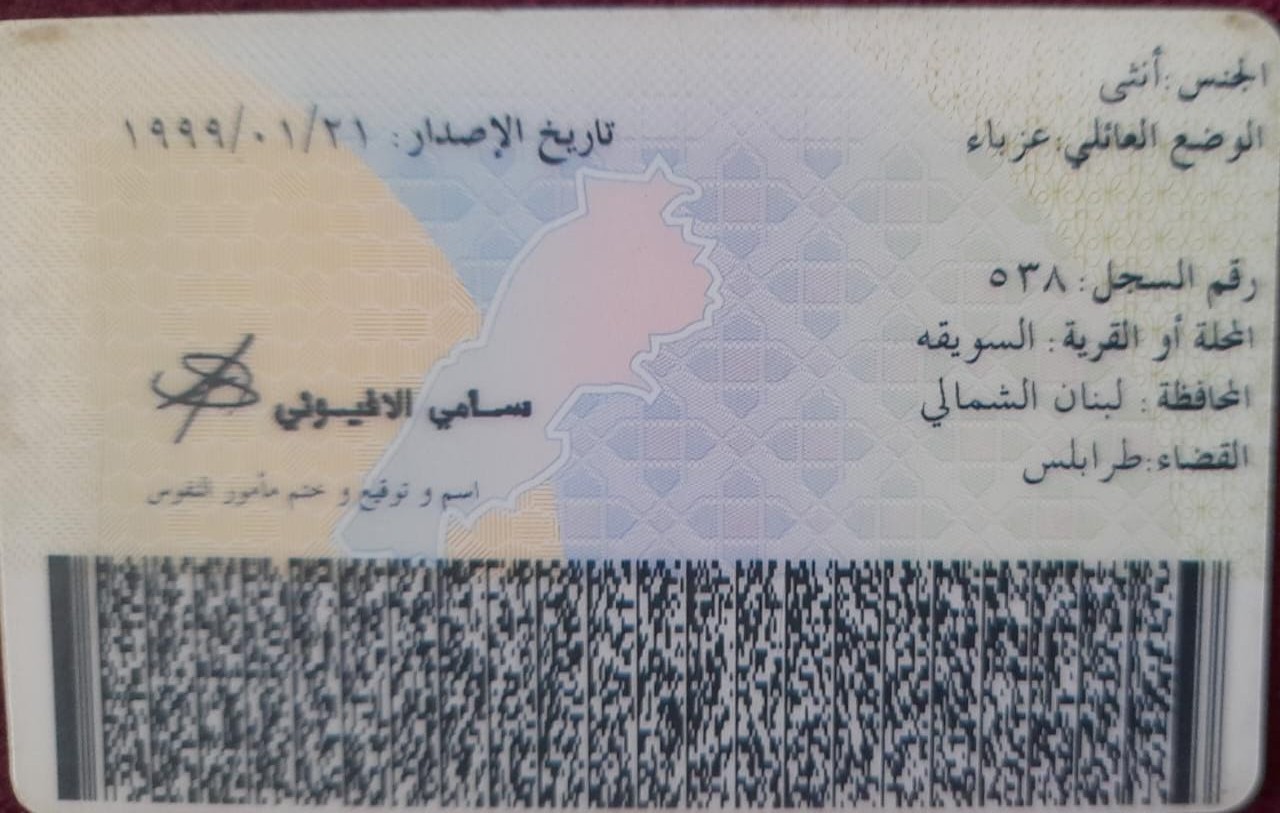 الجنس: أنثى
الوضع العائلي: عزباء
تاريخ الإصدار: ١٩٩٩/٠١/٢١
رقم السجل: ٥٣٨
المحلة أو القرية: السويقه
المحافظة: لبنان الشمالي
القضاء: طرابلس
سامي الافيوني
اسم و توقيع و ختم مأمور النفوس